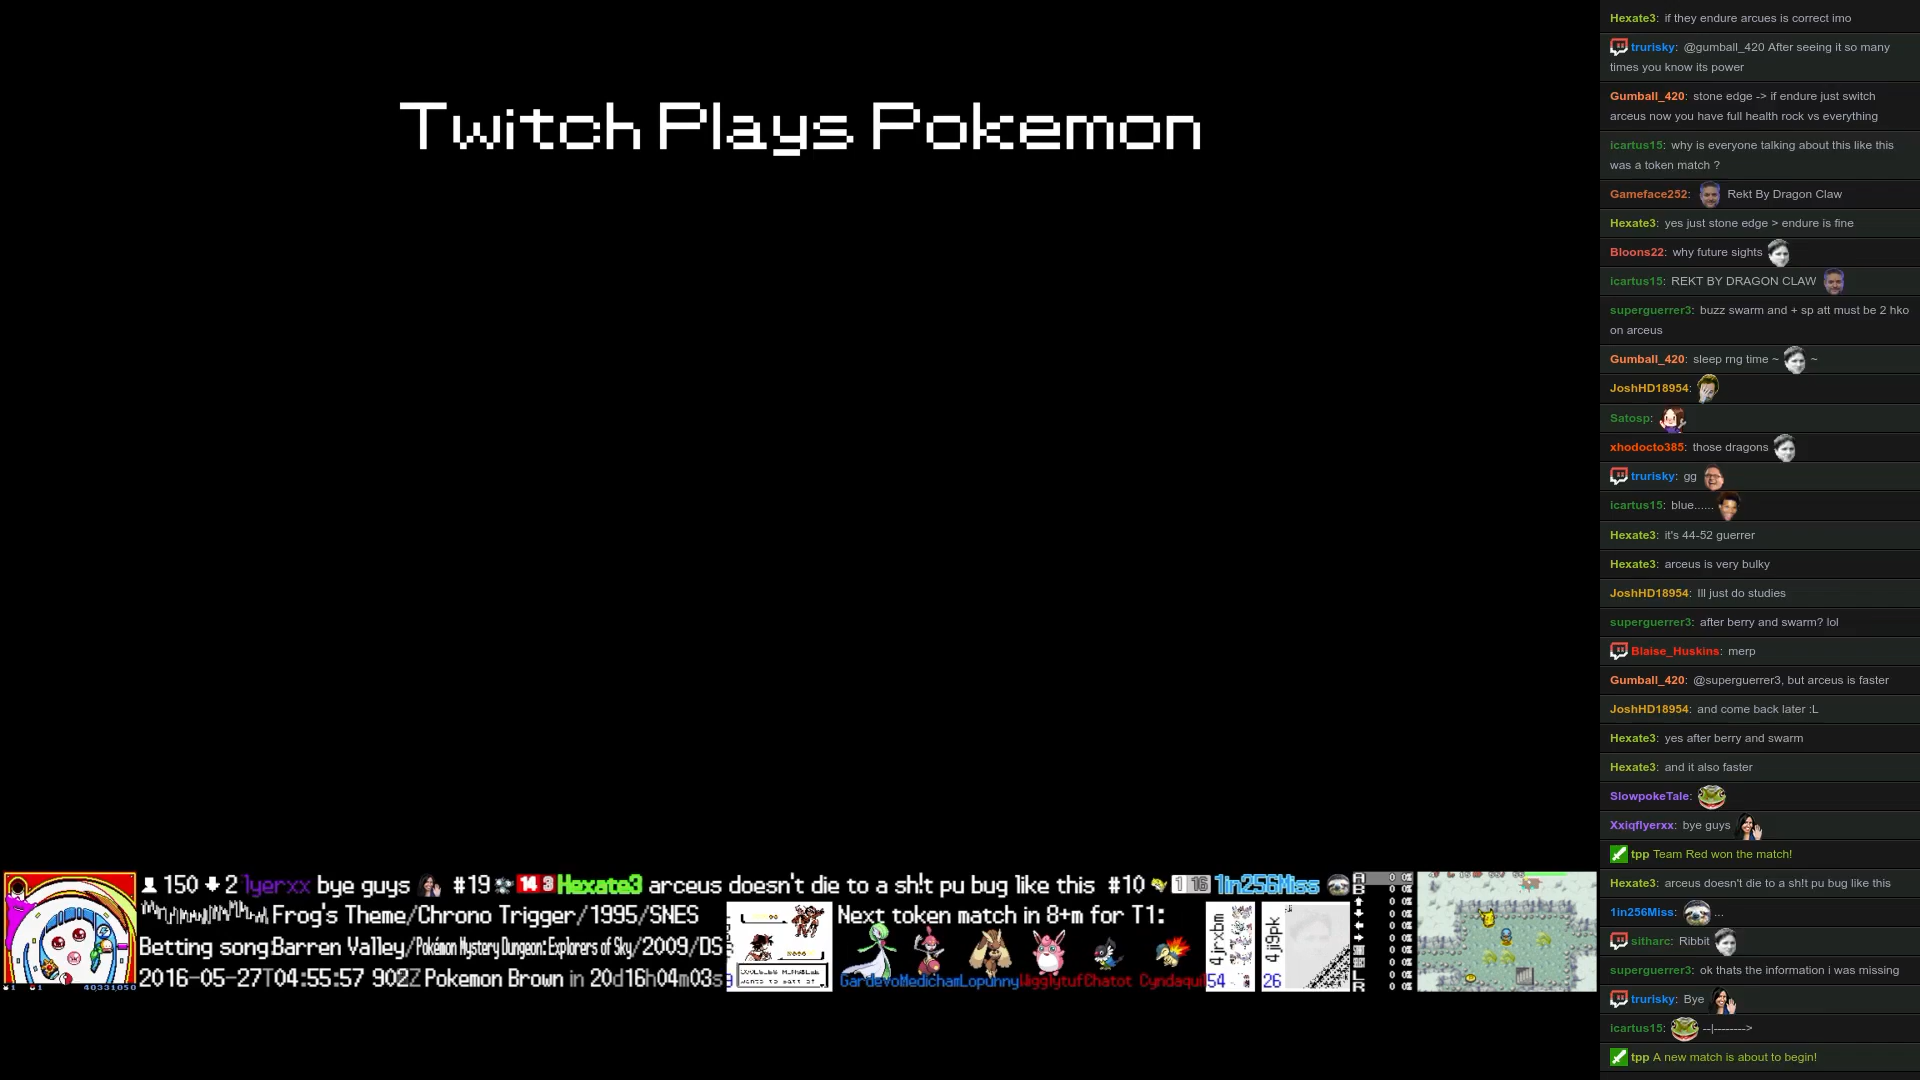 Twitch Plays Pokemon
150 2 lyerxx bye guys #19 14 3 Hexate3 arceus doesn't die to a sh!t pu bug like this #10 1 16 1in256Miss
Frog's Theme/Chrono Trigger/1995/SNES
Next token match in 8+m for T1:
Betting song:Barren Valley/Pokémon Mystery Dungeon: Explorers of Sky/2009/DS
2016-05-27T04:55:57 902Z Pokemon Brown in 20d16h04m03s
Gardevoi Medicham Lopunny Wigglytuf Chatot Cyndaqui
4jrxbm
54
4ji9pk
26
40331050
Hexate3: if they endure arcues is correct imo
trurisky: @gumball_420 After seeing it so many
times you know its power
Gumball_420: stone edge -> if endure just switch
arceus now you have full health rock vs everything
icartus15: why is everyone talking about this like this
was a token match ?
Gameface252: Rekt By Dragon Claw
Hexate3: yes just stone edge > endure is fine
Bloons22: why future sights
icartus15: REKT BY DRAGON CLAW
superguerrer3: buzz swarm and + sp att must be 2 hko
on arceus
Gumball_420: sleep rng time ~ ~
JoshHD18954:
Satosp:
xhodocto385: those dragons
trurisky: gg
icartus15: blue......
Hexate3: it's 44-52 guerrer
Hexate3: arceus is very bulky
JoshHD18954: Ill just do studies
superguerrer3: after berry and swarm? lol
Blaise_Huskins: merp
Gumball_420: @superguerrer3, but arceus is faster
JoshHD18954: and come back later :L
Hexate3: yes after berry and swarm
Hexate3: and it also faster
SlowpokeTale:
Xxiqflyerxx: bye guys
tpp Team Red won the match!
Hexate3: arceus doesn't die to a sh!t pu bug like this
1in256Miss: ...
sitharc: Ribbit
superguerrer3: ok thats the information i was missing
trurisky: Bye
icartus15: --|-------->
tpp A new match is about to begin!